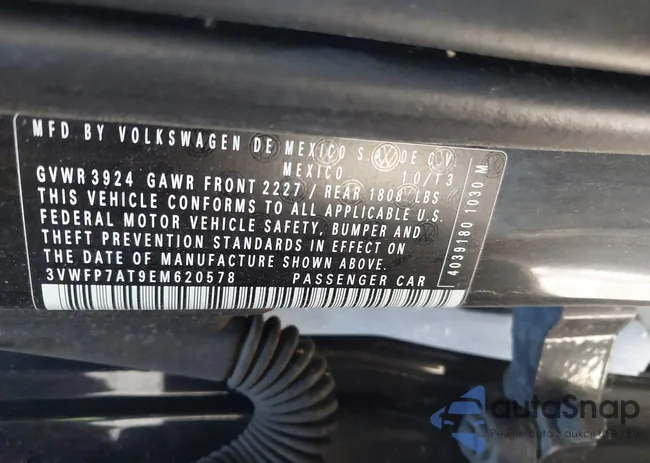 MFD BY VOLKSWAGEN DE MEXICO S.A. DE C.V.
MEXICO 10/13
GVWR 3924 GAWR FRONT 2227 / REAR 1808 LBS
THIS VEHICLE CONFORMS TO ALL APPLICABLE U.S.
FEDERAL MOTOR VEHICLE SAFETY, BUMPER AND
THEFT PREVENTION STANDARDS IN EFFECT ON
THE DATE OF MANUFACTURE SHOWN ABOVE.
3VWFP7AT9EM620578 PASSENGER CAR
4039180 1030 M
autoSnap